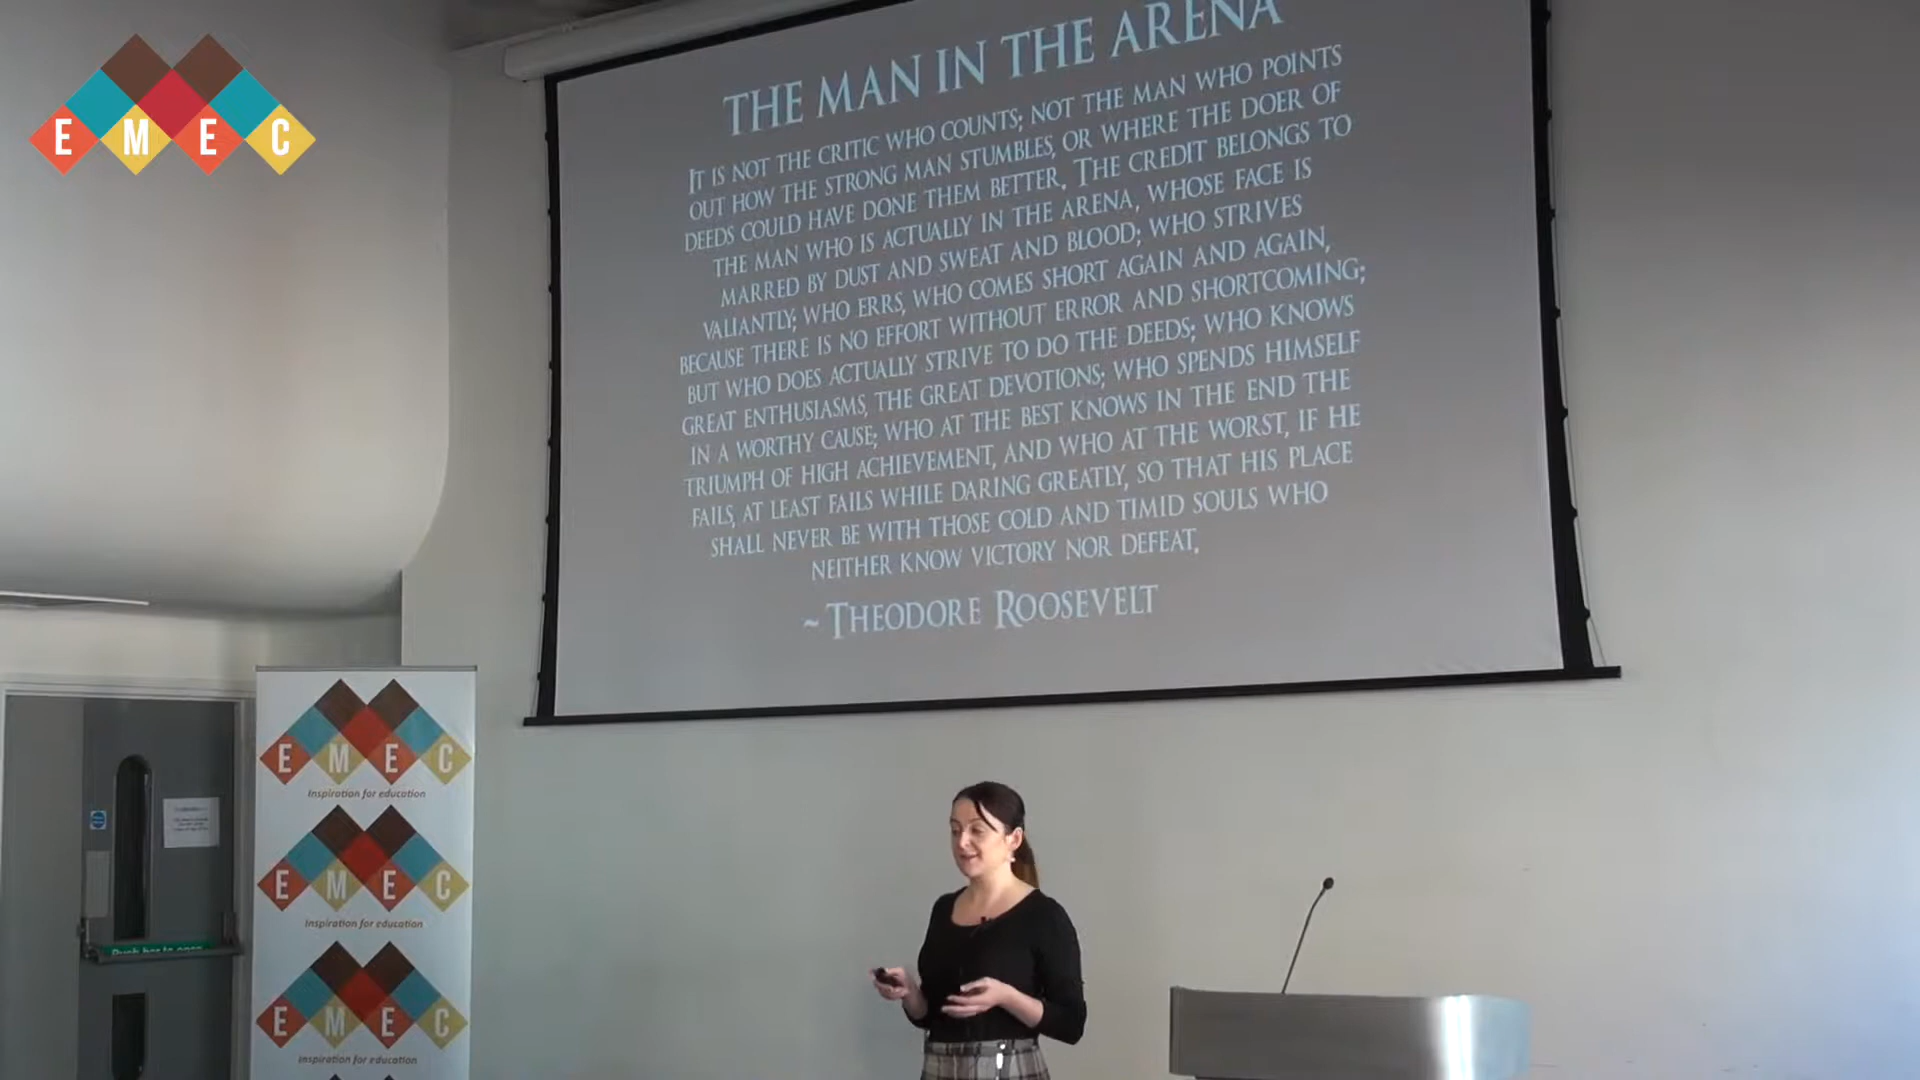 EMEC
THE MAN IN THE ARENA
IT IS NOT THE CRITIC WHO COUNTS; NOT THE MAN WHO POINTS
OUT HOW THE STRONG MAN STUMBLES, OR WHERE THE DOER OF
DEEDS COULD HAVE DONE THEM BETTER. THE CREDIT BELONGS TO
THE MAN WHO IS ACTUALLY IN THE ARENA, WHOSE FACE IS
MARRED BY DUST AND SWEAT AND BLOOD; WHO STRIVES
VALIANTLY; WHO ERRS, WHO COMES SHORT AGAIN AND AGAIN,
BECAUSE THERE IS NO EFFORT WITHOUT ERROR AND SHORTCOMING;
BUT WHO DOES ACTUALLY STRIVE TO DO THE DEEDS; WHO KNOWS
GREAT ENTHUSIASMS, THE GREAT DEVOTIONS; WHO SPENDS HIMSELF
IN A WORTHY CAUSE; WHO AT THE BEST KNOWS IN THE END THE
TRIUMPH OF HIGH ACHIEVEMENT, AND WHO AT THE WORST, IF HE
FAILS, AT LEAST FAILS WHILE DARING GREATLY, SO THAT HIS PLACE
SHALL NEVER BE WITH THOSE COLD AND TIMID SOULS WHO
NEITHER KNOW VICTORY NOR DEFEAT.
~ THEODORE ROOSEVELT
EMEC
Inspiration for education
EMEC
Inspiration for education
EMEC
Inspiration for education
Push bar to open